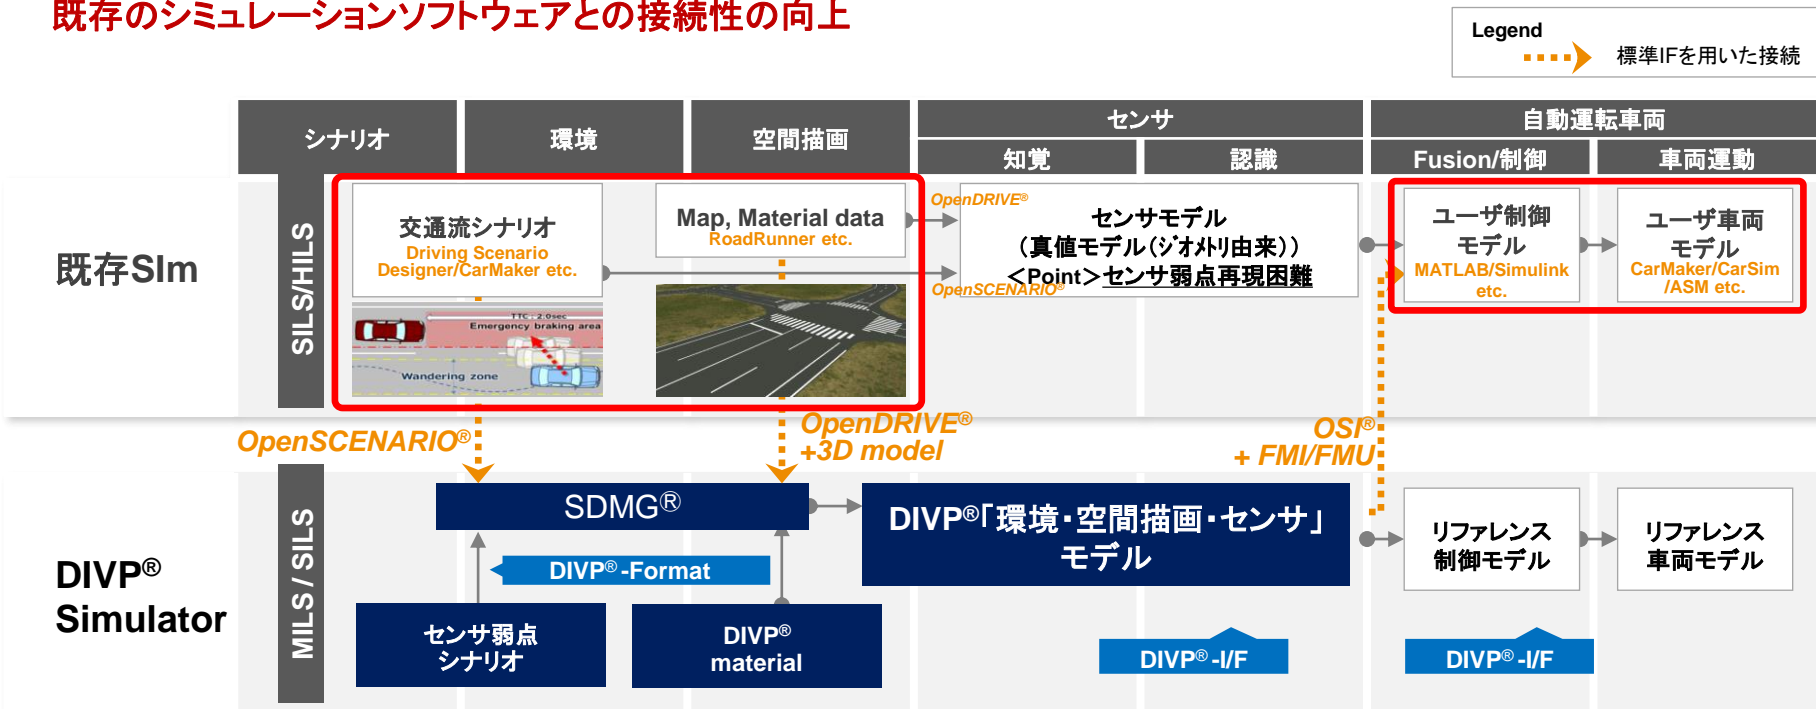 既存のシミュレーションソフトウェアとの接続性の向上
Legend
標準IFを用いた接続
シナリオ
環境
空間描画
センサ
自動運転車両
知覚
認識
Fusion/制御
車両運動
既存SIm
SILS/HILS
交通流シナリオ
Driving Scenario
Designer/CarMaker etc.
Map, Material data
RoadRunner etc.
OpenDRIVE®
OpenSCENARIO®
センサモデル
（真値モデル（ジオメトリ由来））
＜Point＞センサ弱点再現困難
ユーザ制御
モデル
MATLAB/Simulink
etc.
ユーザ車両
モデル
CarMaker/CarSim
/ASM etc.
TTC : 2.0sec
Emergency braking area
Wandering zone
OpenSCENARIO®
OpenDRIVE®
+3D model
OSI®
+ FMI/FMU
DIVP®
Simulator
MILS / SILS
SDMG®
DIVP®「環境・空間描画・センサ」
モデル
リファレンス
制御モデル
リファレンス
車両モデル
DIVP®-Format
センサ弱点
シナリオ
DIVP®
material
DIVP®-I/F
DIVP®-I/F